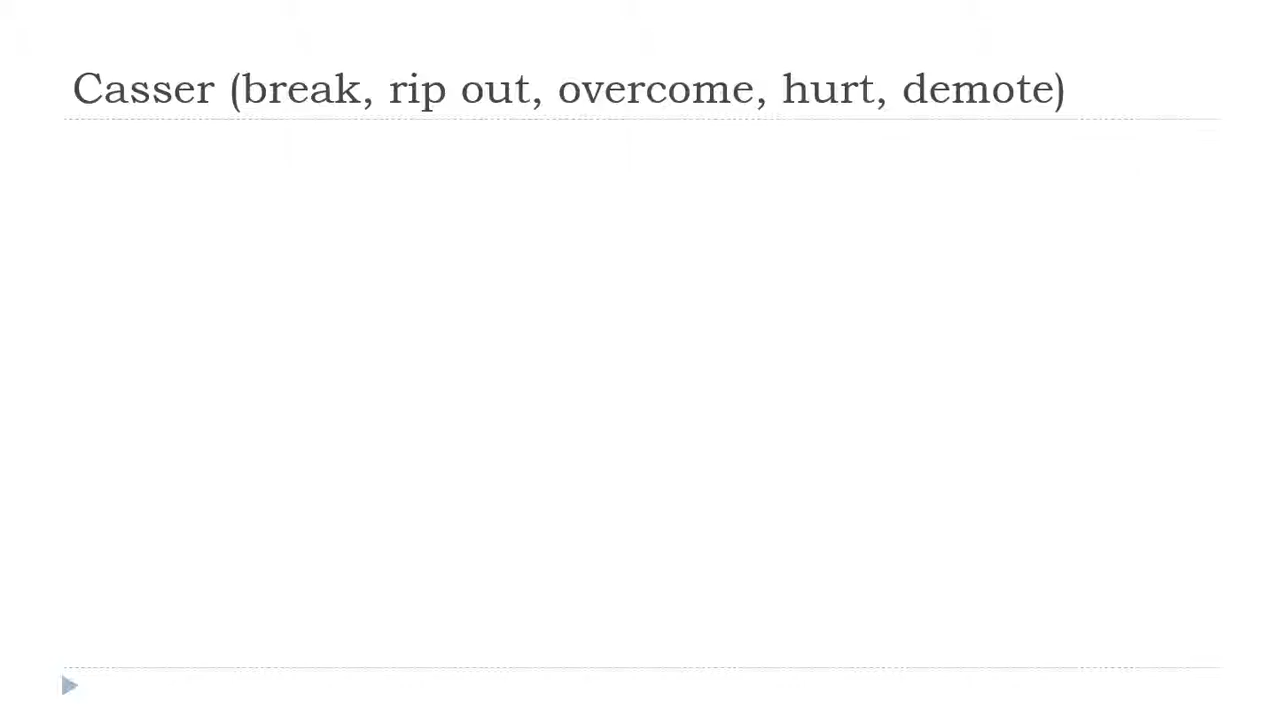 Casser (break, rip out, overcome, hurt, demote)